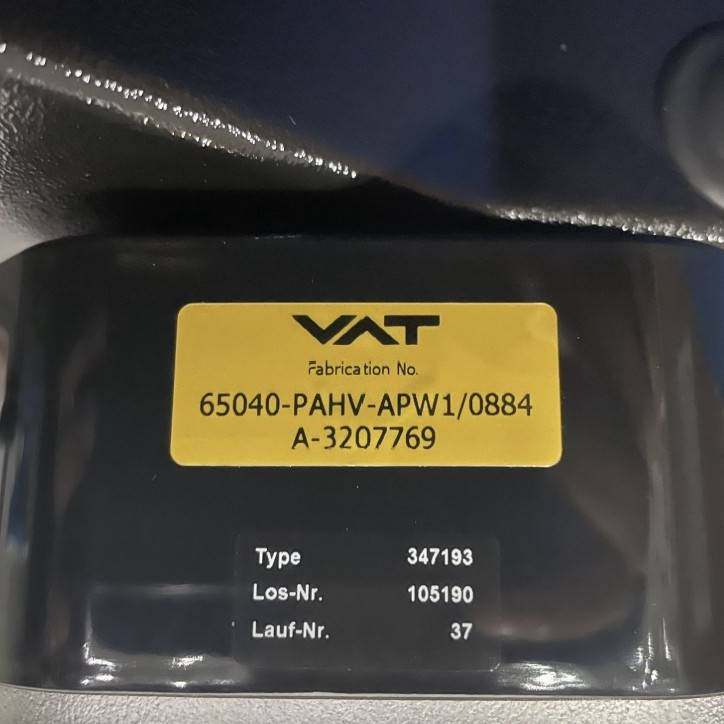 VAT
Fabrication No.
65040-PAHV-APW1/0884
A-3207769
Type 347193
Los-Nr. 105190
Lauf-Nr. 37